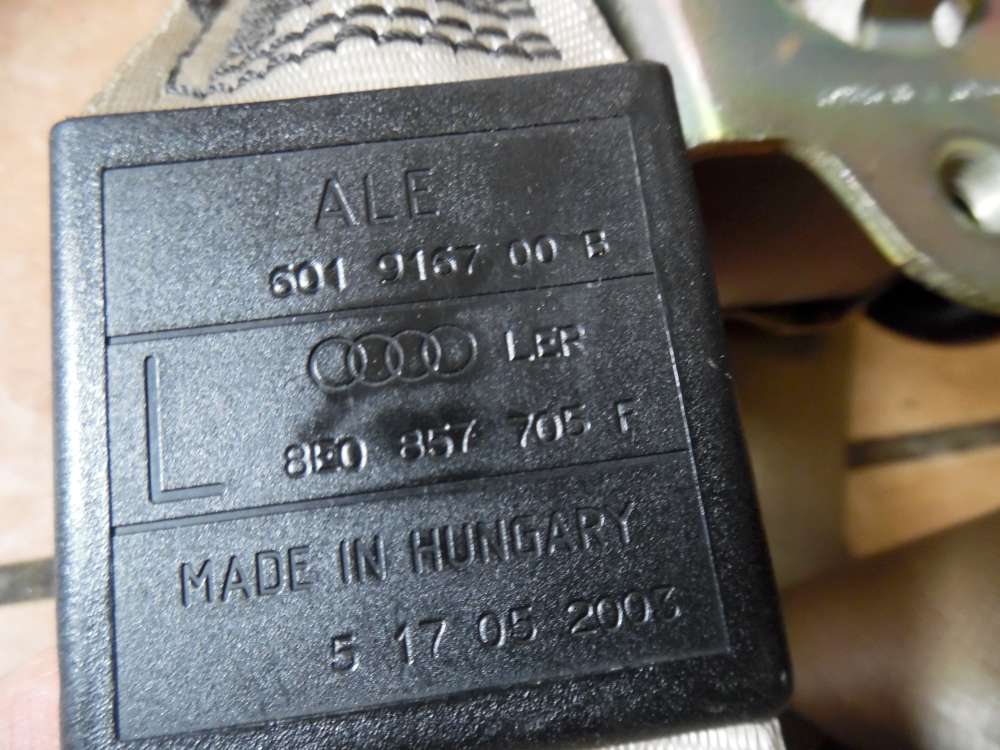 ALE
601 9167 00 B
LER
L
8E0 857 705 F
MADE IN HUNGARY
5 17 05 2003